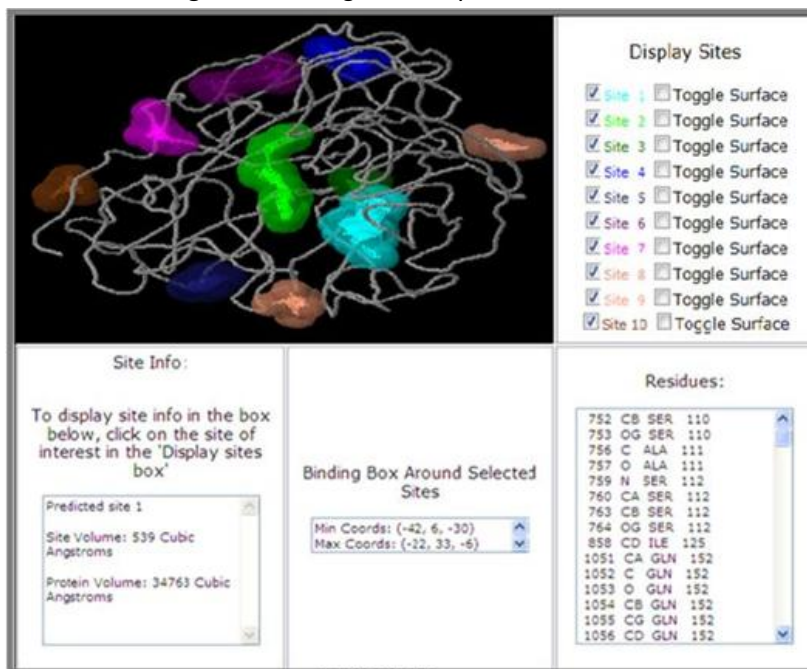 Display Sites
Site 1 Toggle Surface
Site 2 Toggle Surface
Site 3 Toggle Surface
Site 4 Toggle Surface
Site 5 Toggle Surface
Site 6 Toggle Surface
Site 7 Toggle Surface
Site 8 Toggle Surface
Site 9 Toggle Surface
Site 10 Toggle Surface
Site Info:
To display site info in the box
below, click on the site of
interest in the 'Display sites
box'
Predicted site 1
Site Volume: 539 Cubic
Angstroms
Protein Volume: 34763 Cubic
Angstroms
Binding Box Around Selected
Sites
Min Coords: (-42, 6, -30)
Max Coords: (-22, 33, -6)
Residues:
752 CB SER 110
753 OG SER 110
756 C ALA 111
757 O ALA 111
759 N SER 112
760 CA SER 112
763 CB SER 112
764 OG SER 112
858 CD ILE 125
1051 CA GLN 152
1052 C GLN 152
1053 O GLN 152
1054 CB GLN 152
1055 CG GLN 152
1056 CD GLN 152